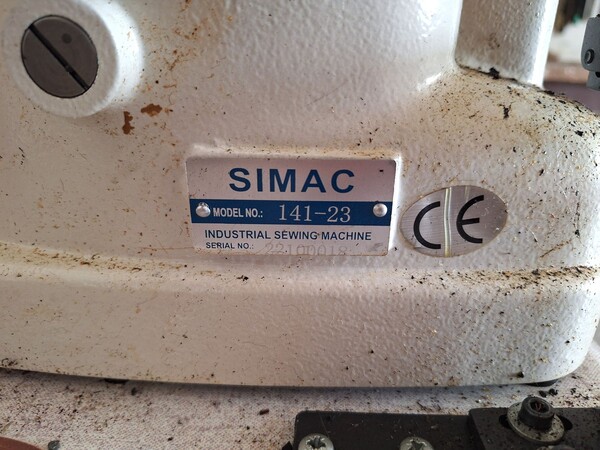 SIMAC
MODEL NO.: 141-23
INDUSTRIAL SEWING MACHINE
SERIAL NO.:
CE